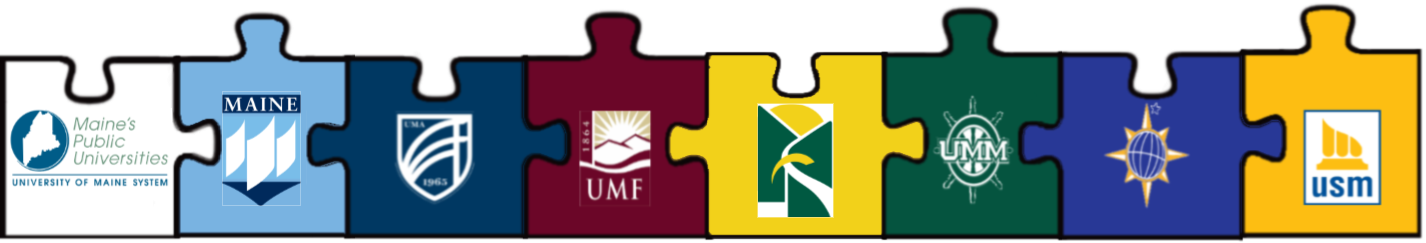 Maine's
Public
Universities
UNIVERSITY OF MAINE SYSTEM
MAINE
UMA
1965
1864
UMF
UMM
usm